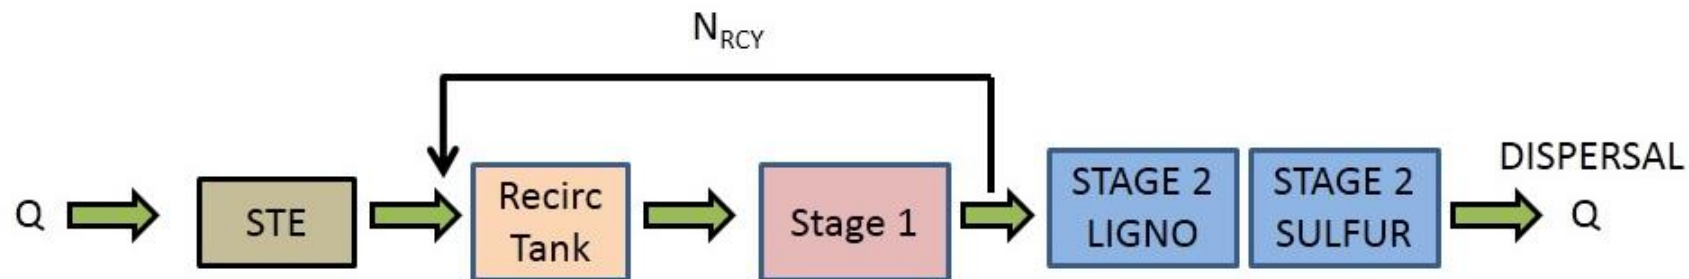 N_RCY
Q
STE
Recirc
Tank
Stage 1
STAGE 2
LIGNO
STAGE 2
SULFUR
DISPERSAL
Q